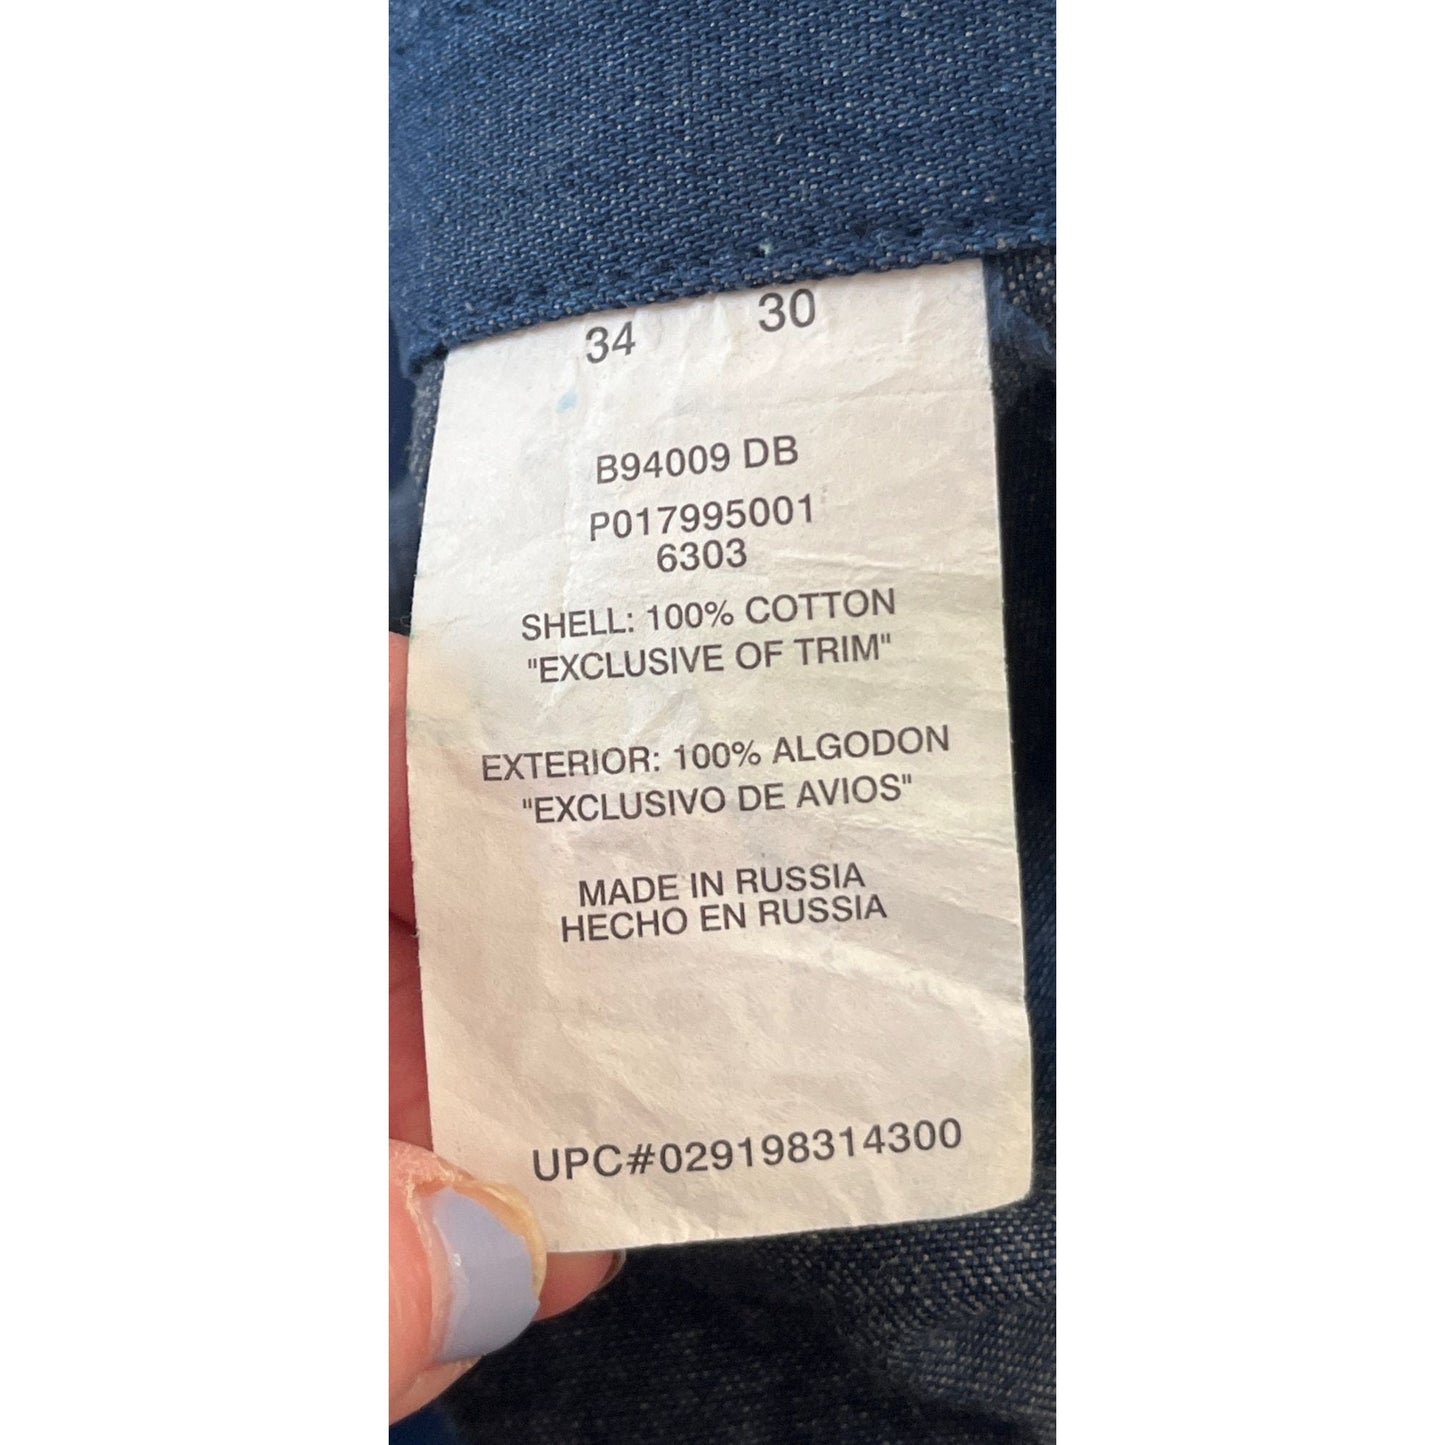 34 30
B94009 DB
P017995001
6303
SHELL: 100% COTTON
"EXCLUSIVE OF TRIM"
EXTERIOR: 100% ALGODON
"EXCLUSIVO DE AVIOS"
MADE IN RUSSIA
HECHO EN RUSSIA
UPC#029198314300